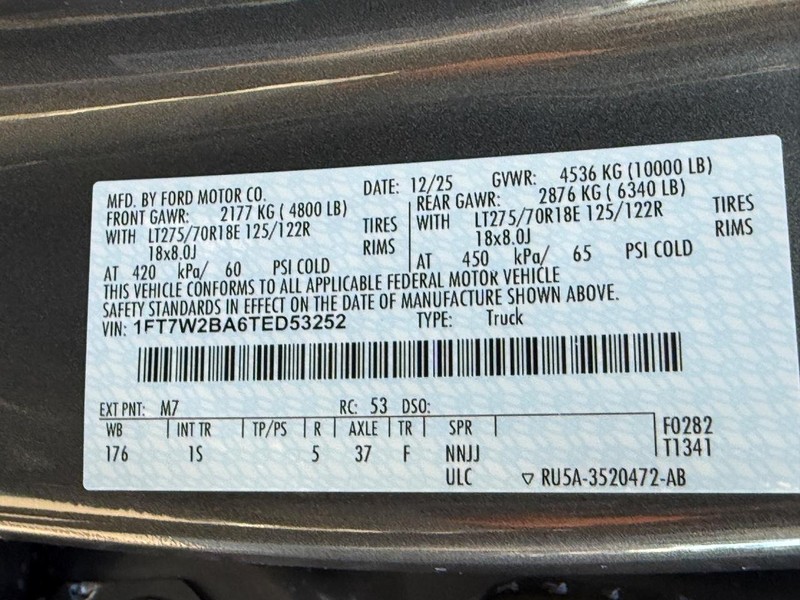 MFD. BY FORD MOTOR CO. DATE: 12/25 GVWR: 4536 KG (10000 LB)
FRONT GAWR: 2177 KG ( 4800 LB) REAR GAWR: 2876 KG ( 6340 LB)
WITH LT275/70R18E 125/122R TIRES WITH LT275/70R18E 125/122R TIRES
18x8.0J RIMS 18x8.0J RIMS
AT 420 kPa/ 60 PSI COLD AT 450 kPa/ 65 PSI COLD
THIS VEHICLE CONFORMS TO ALL APPLICABLE FEDERAL MOTOR VEHICLE
SAFETY STANDARDS IN EFFECT ON THE DATE OF MANUFACTURE SHOWN ABOVE.
VIN: 1FT7W2BA6TED53252 TYPE: Truck
EXT PNT: M7 RC: 53 DSO:
WB INT TR TP/PS R AXLE TR SPR F0282
176 1S 5 37 F NNJJ T1341
ULC RU5A-3520472-AB